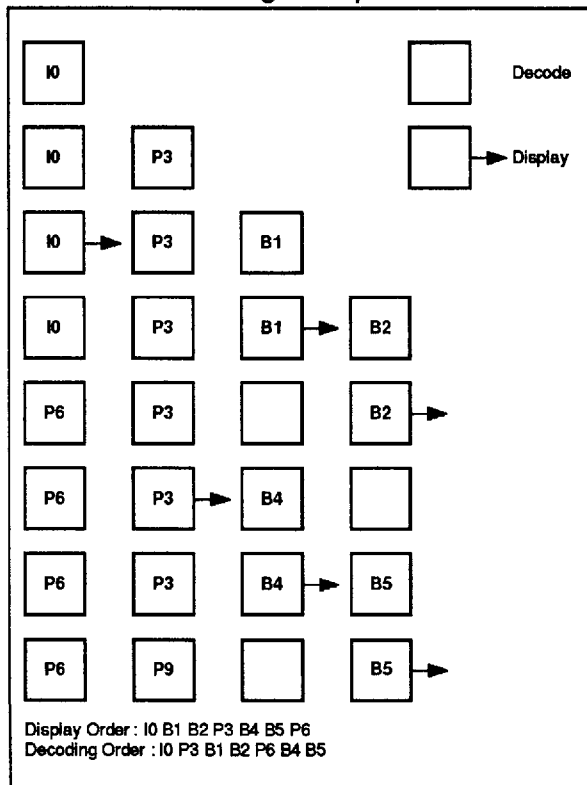 I0 Decode
I0 P3 Display
I0 P3 B1
I0 P3 B1 B2
P6 P3 B2
P6 P3 B4
P6 P3 B4 B5
P6 P9 B5
Display Order : I0 B1 B2 P3 B4 B5 P6
Decoding Order : I0 P3 B1 B2 P6 B4 B5